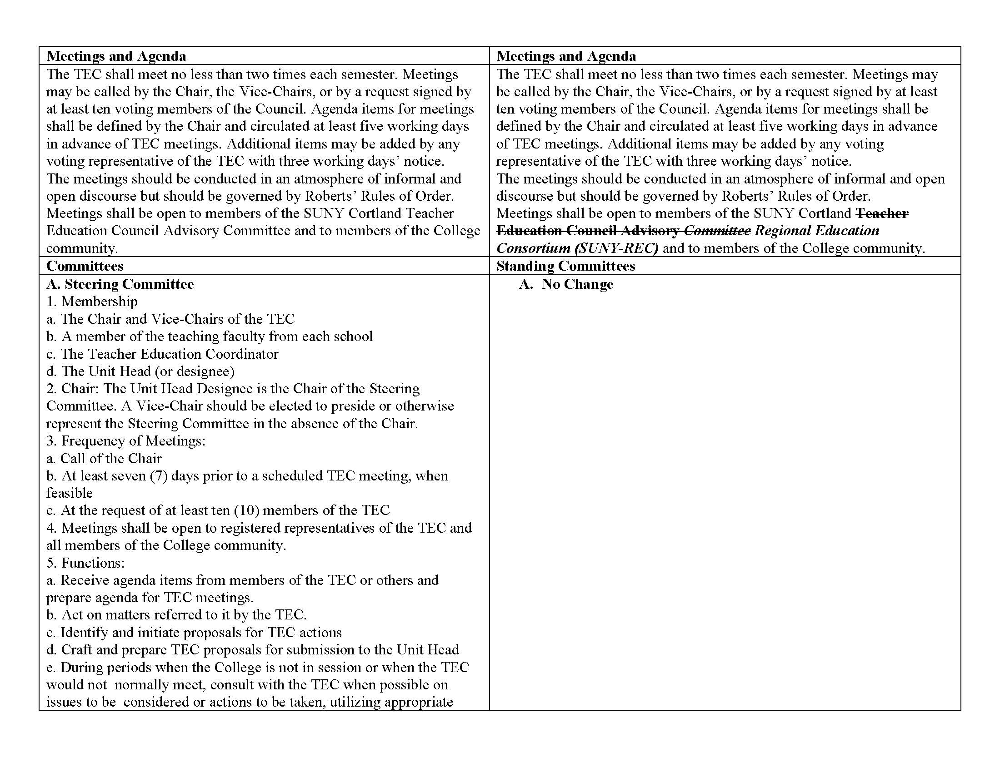 Meetings and Agenda
The TEC shall meet no less than two times each semester. Meetings
may be called by the Chair, the Vice-Chairs, or by a request signed by
at least ten voting members of the Council. Agenda items for meetings
shall be defined by the Chair and circulated at least five working days
in advance of TEC meetings. Additional items may be added by any
voting representative of the TEC with three working days’ notice.
The meetings should be conducted in an atmosphere of informal and
open discourse but should be governed by Roberts’ Rules of Order.
Meetings shall be open to members of the SUNY Cortland Teacher
Education Council Advisory Committee and to members of the College
community.
Meetings and Agenda
The TEC shall meet no less than two times each semester. Meetings may
be called by the Chair, the Vice-Chairs, or by a request signed by at least
ten voting members of the Council. Agenda items for meetings shall be
defined by the Chair and circulated at least five working days in advance
of TEC meetings. Additional items may be added by any voting
representative of the TEC with three working days’ notice.
The meetings should be conducted in an atmosphere of informal and open
discourse but should be governed by Roberts’ Rules of Order.
Meetings shall be open to members of the SUNY Cortland Teacher
Education Council Advisory Committee Regional Education
Consortium (SUNY-REC) and to members of the College community.
Committees
Standing Committees
A. Steering Committee
1. Membership
a. The Chair and Vice-Chairs of the TEC
b. A member of the teaching faculty from each school
c. The Teacher Education Coordinator
d. The Unit Head (or designee)
2. Chair: The Unit Head Designee is the Chair of the Steering
Committee. A Vice-Chair should be elected to preside or otherwise
represent the Steering Committee in the absence of the Chair.
3. Frequency of Meetings:
a. Call of the Chair
b. At least seven (7) days prior to a scheduled TEC meeting, when
feasible
c. At the request of at least ten (10) members of the TEC
4. Meetings shall be open to registered representatives of the TEC and
all members of the College community.
5. Functions:
a. Receive agenda items from members of the TEC or others and
prepare agenda for TEC meetings.
b. Act on matters referred to it by the TEC.
c. Identify and initiate proposals for TEC actions
d. Craft and prepare TEC proposals for submission to the Unit Head
e. During periods when the College is not in session or when the TEC
would not  normally meet, consult with the TEC when possible on
issues to be  considered or actions to be taken, utilizing appropriate
A. No Change